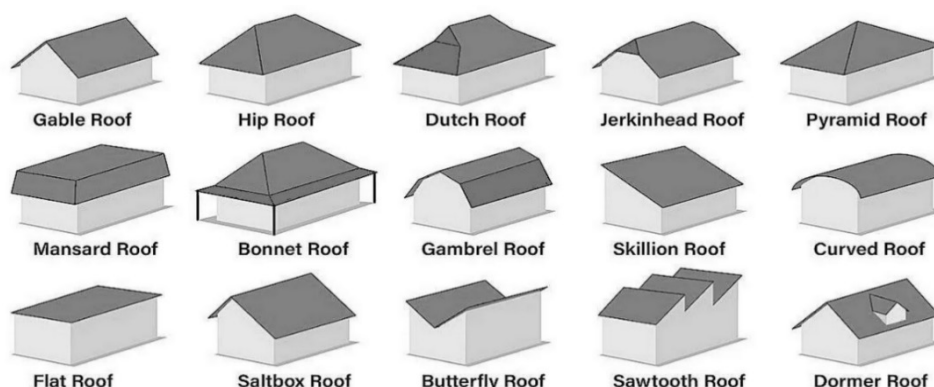 Gable Roof
Hip Roof
Dutch Roof
Jerkinhead Roof
Pyramid Roof
Mansard Roof
Bonnet Roof
Gambrel Roof
Skillion Roof
Curved Roof
Flat Roof
Saltbox Roof
Butterfly Roof
Sawtooth Roof
Dormer Roof